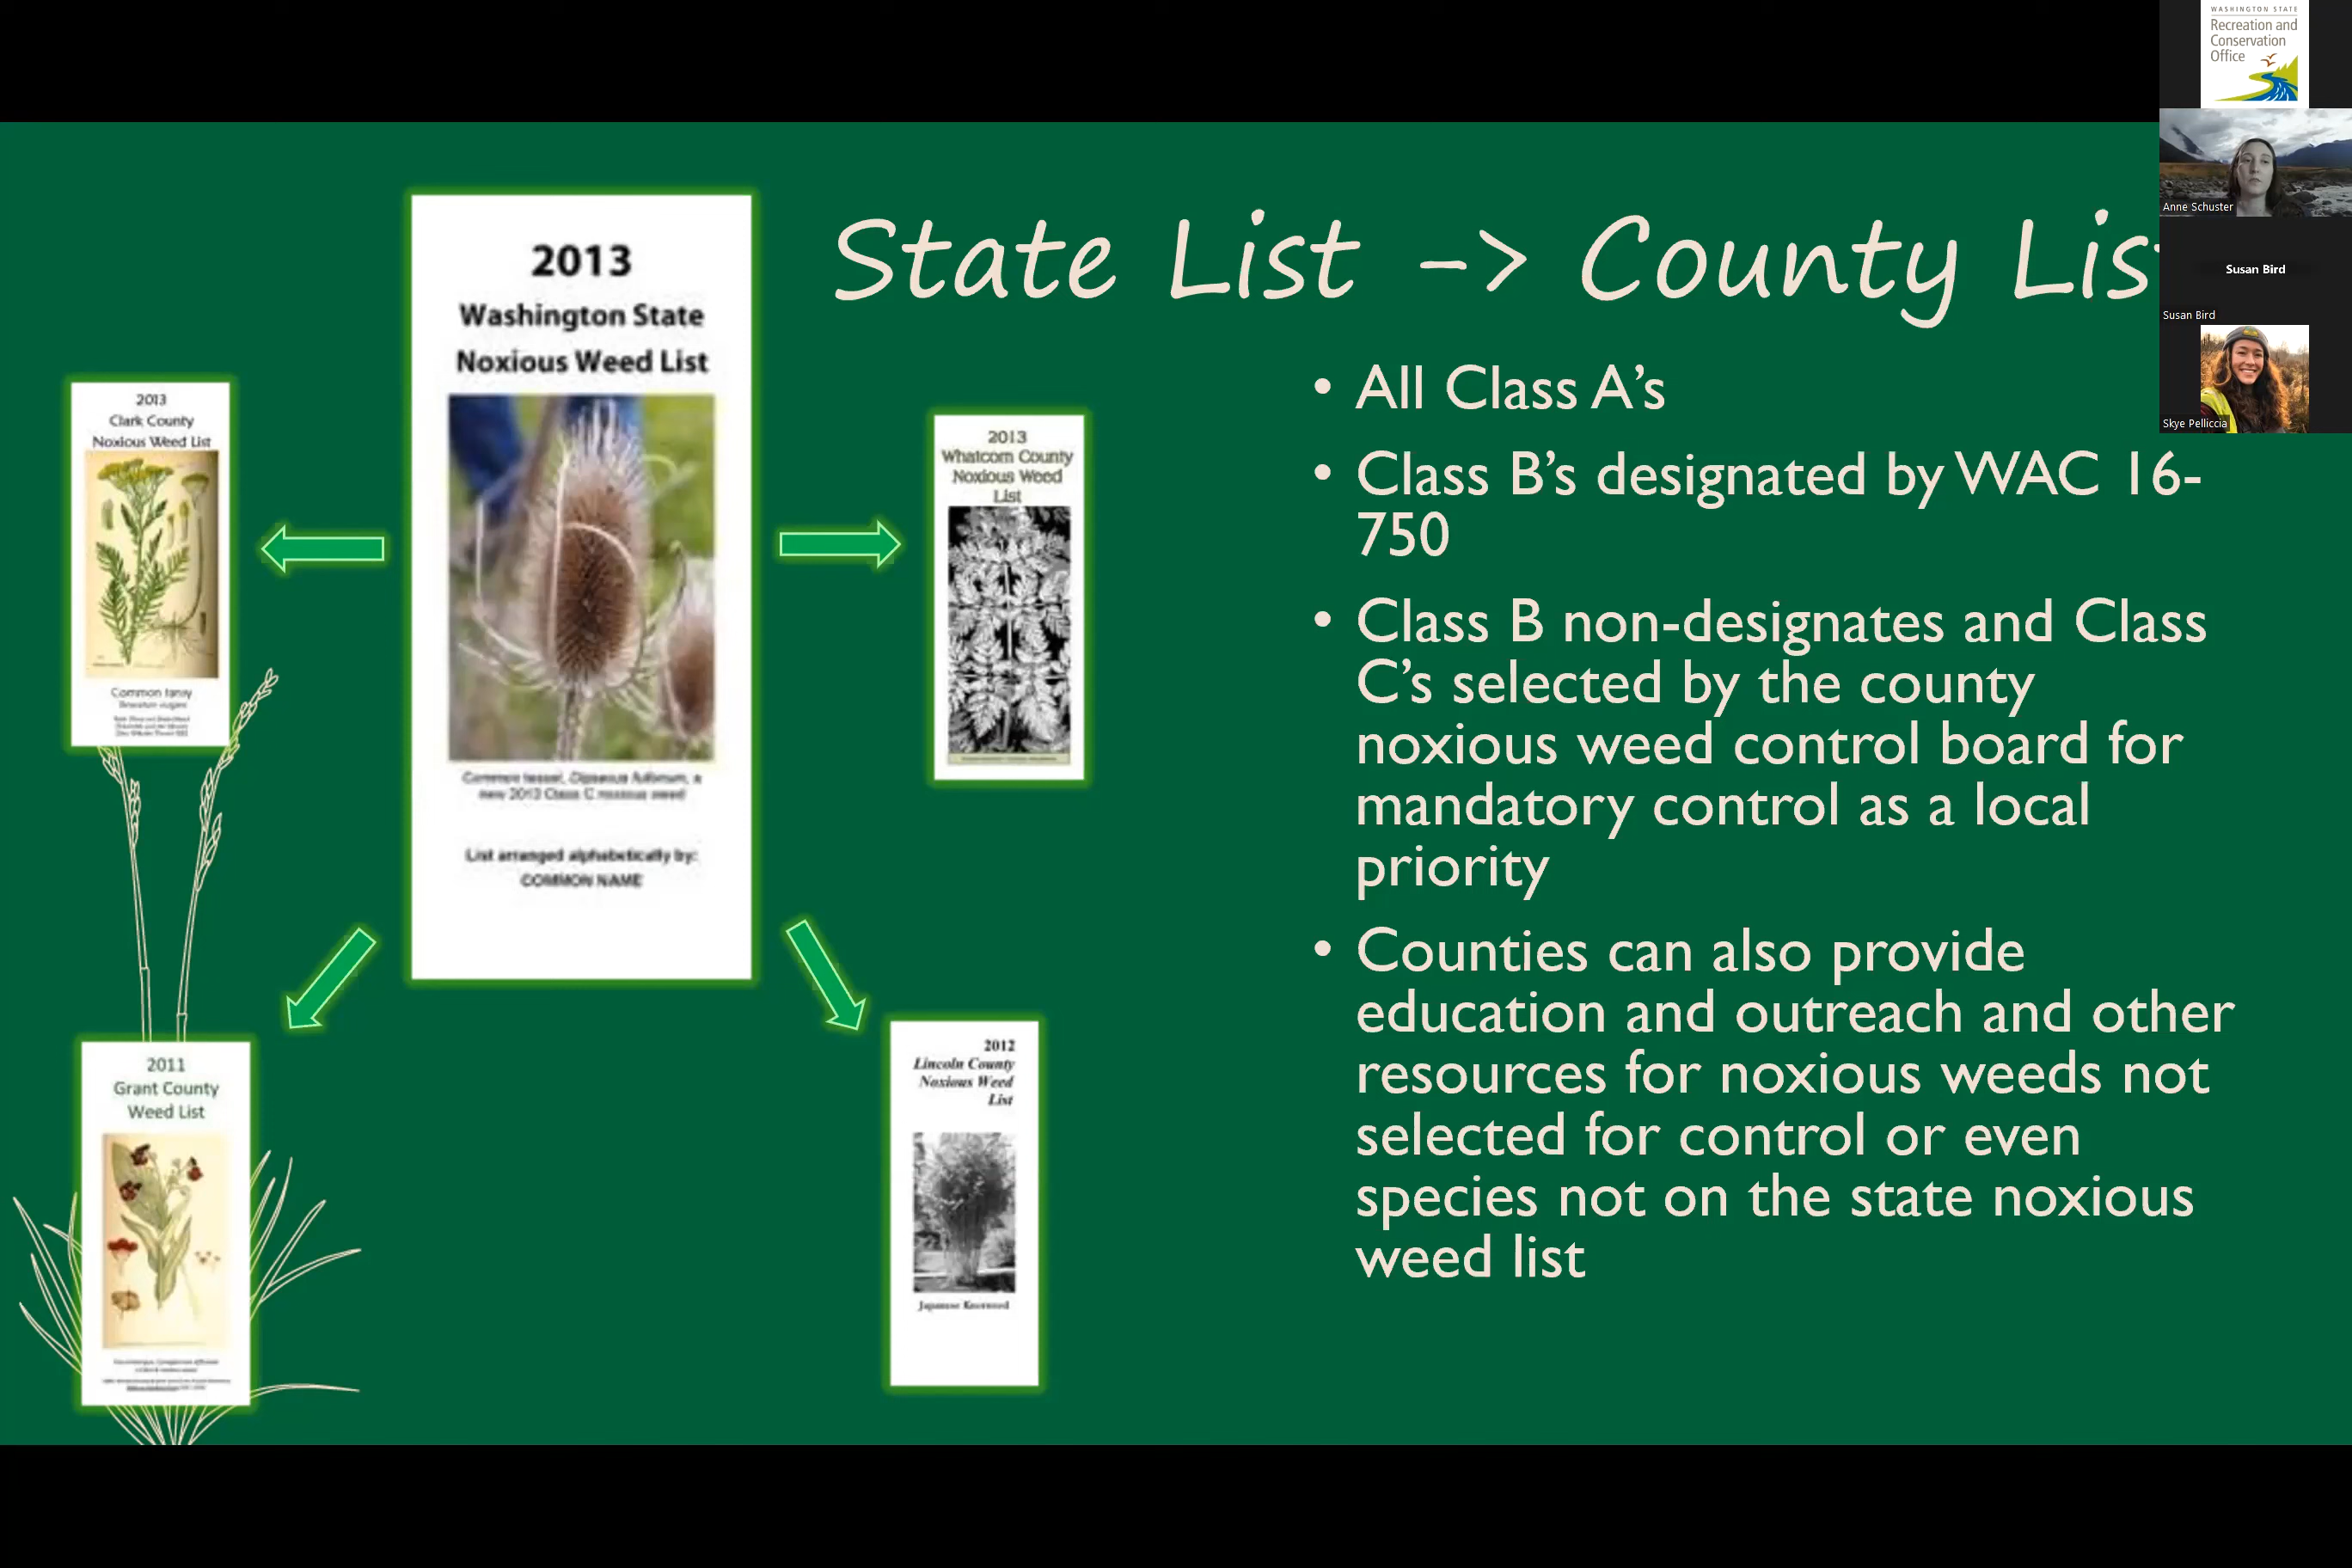 WASHINGTON STATE
Recreation and
Conservation
Office
Anne Schuster
Susan Bird
Susan Bird
Skye Pelliccia
State List -> County Lis
• All Class A’s
• Class B’s designated by WAC 16-
750
• Class B non-designates and Class
C’s selected by the county
noxious weed control board for
mandatory control as a local
priority
• Counties can also provide
education and outreach and other
resources for noxious weeds not
selected for control or even
species not on the state noxious
weed list
2013
Washington State
Noxious Weed List
Common teasel, Dipsacus fullonum, a
new 2013 Class C noxious weed
List arranged alphabetically by:
COMMON NAME
2013
Clark County
Noxious Weed List
Common tansy
2013
Whatcom County
Noxious Weed
List
2011
Grant County
Weed List
2012
Lincoln County
Noxious Weed
List
Japanese Knotweed